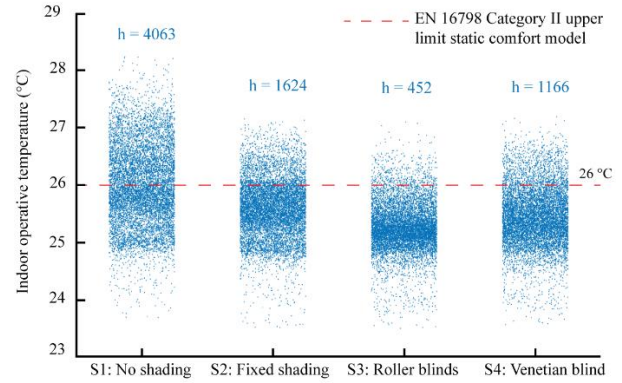 29
EN 16798 Category II upper
limit static comfort model
h = 4063
28
h = 1624
h = 452
h = 1166
27
26 °C
26
25
24
23
Indoor operative temperature (°C)
S1: No shading
S2: Fixed shading
S3: Roller blinds
S4: Venetian blind